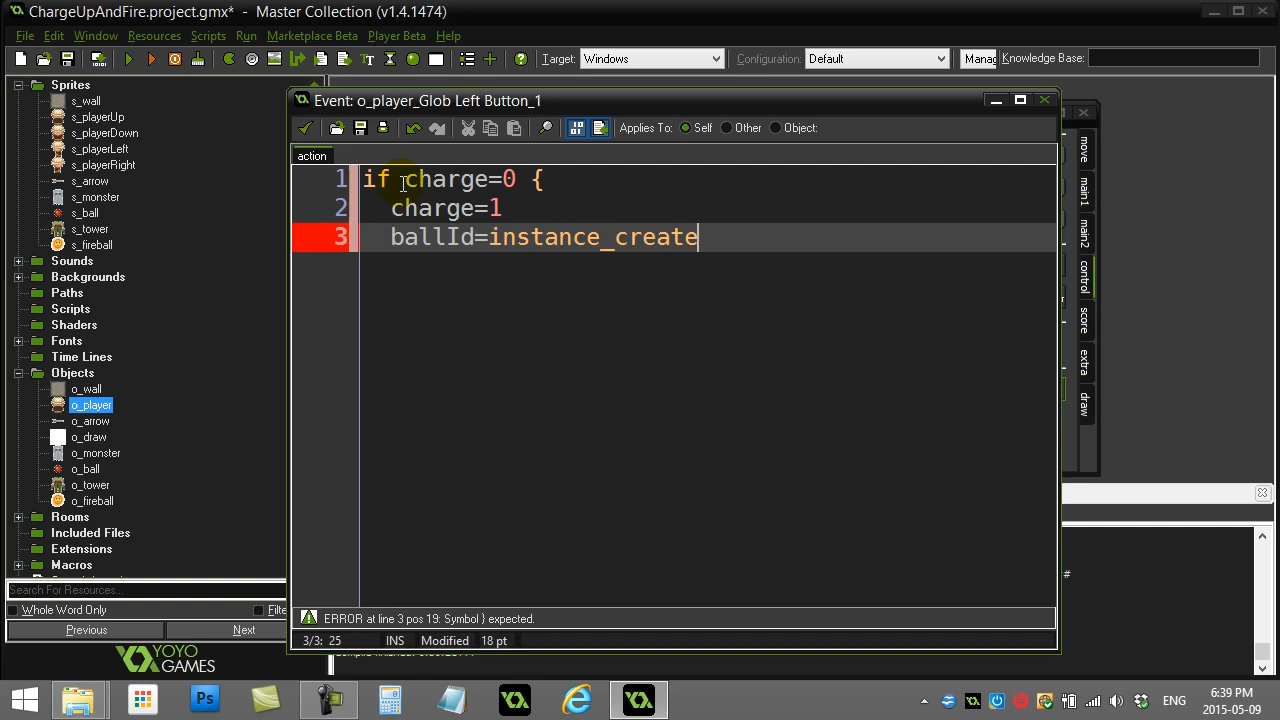 ChargeUpAndFire.project.gmx* - Master Collection (v1.4.1474)
File Edit Window Resources Scripts Run Marketplace Beta Player Beta Help
Target: Windows Configuration: Default Manag Knowledge Base:
Sprites
s_wall
s_playerUp
s_playerDown
s_playerLeft
s_playerRight
s_arrow
s_monster
s_ball
s_tower
s_fireball
Sounds
Backgrounds
Paths
Scripts
Shaders
Fonts
Time Lines
Objects
o_wall
o_player
o_arrow
o_draw
o_monster
o_ball
o_tower
o_fireball
Rooms
Included Files
Extensions
Macros
Search For Resources...
Whole Word Only Filte
Previous Next
YOYO
GAMES
Event: o_player_Glob Left Button_1
Applies To: Self Other Object:
action
1 if charge=0 {
2 charge=1
3 ballId=instance_create
ERROR at line 3 pos 19: Symbol } expected.
3/3: 25 INS Modified 18 pt
move
main1
main2
control
score
extra
draw
#
ENG
6:39 PM
2015-05-09